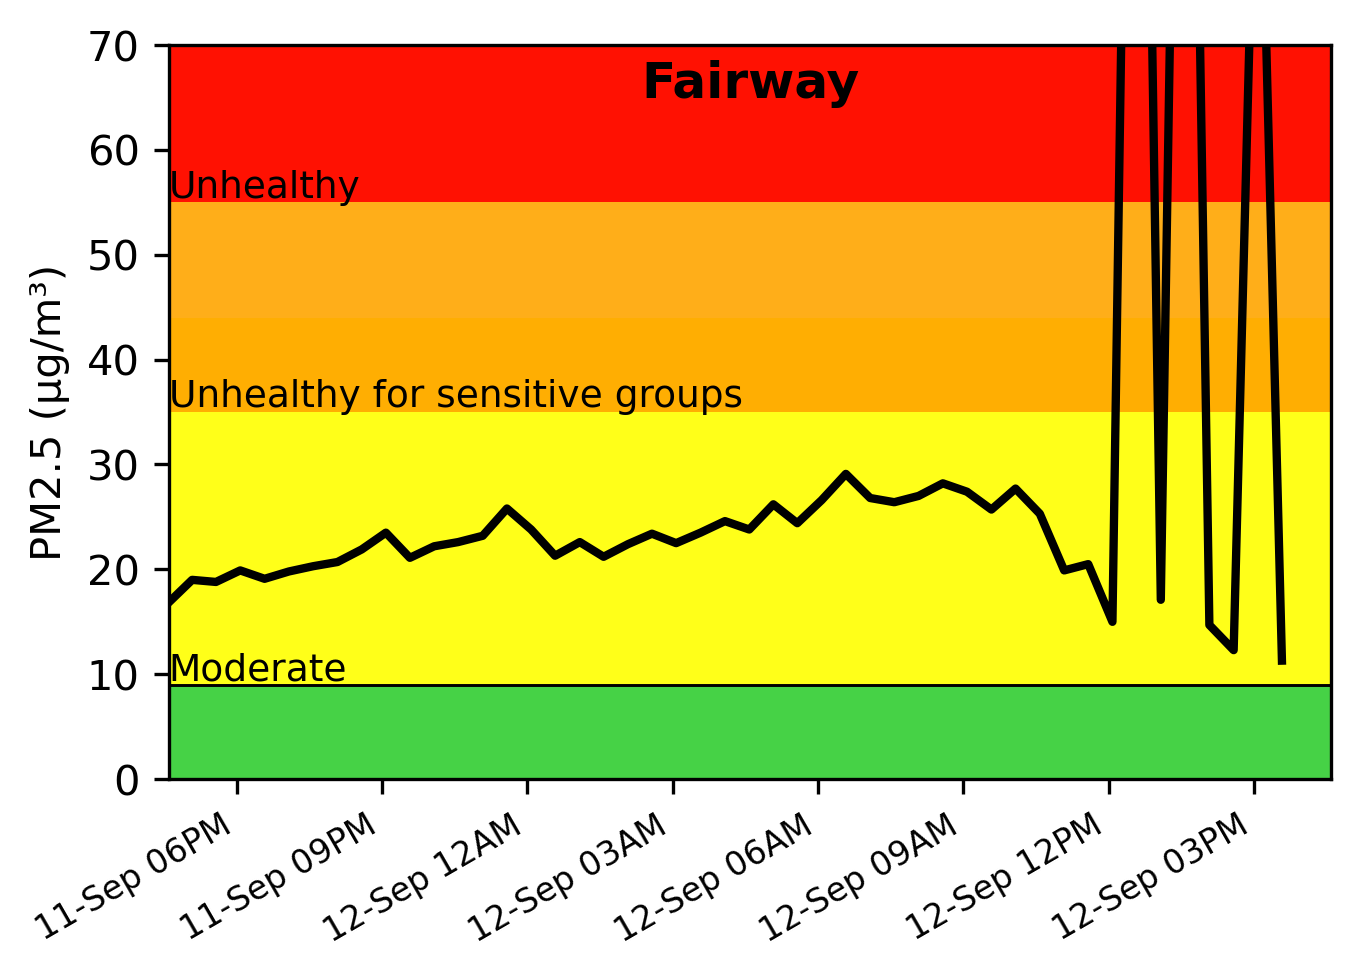 Fairway
PM2.5 (µg/m³)
70
60
Unhealthy
50
40
Unhealthy for sensitive groups
30
20
Moderate
10
0
11-Sep 06PM
11-Sep 09PM
12-Sep 12AM
12-Sep 03AM
12-Sep 06AM
12-Sep 09AM
12-Sep 12PM
12-Sep 03PM